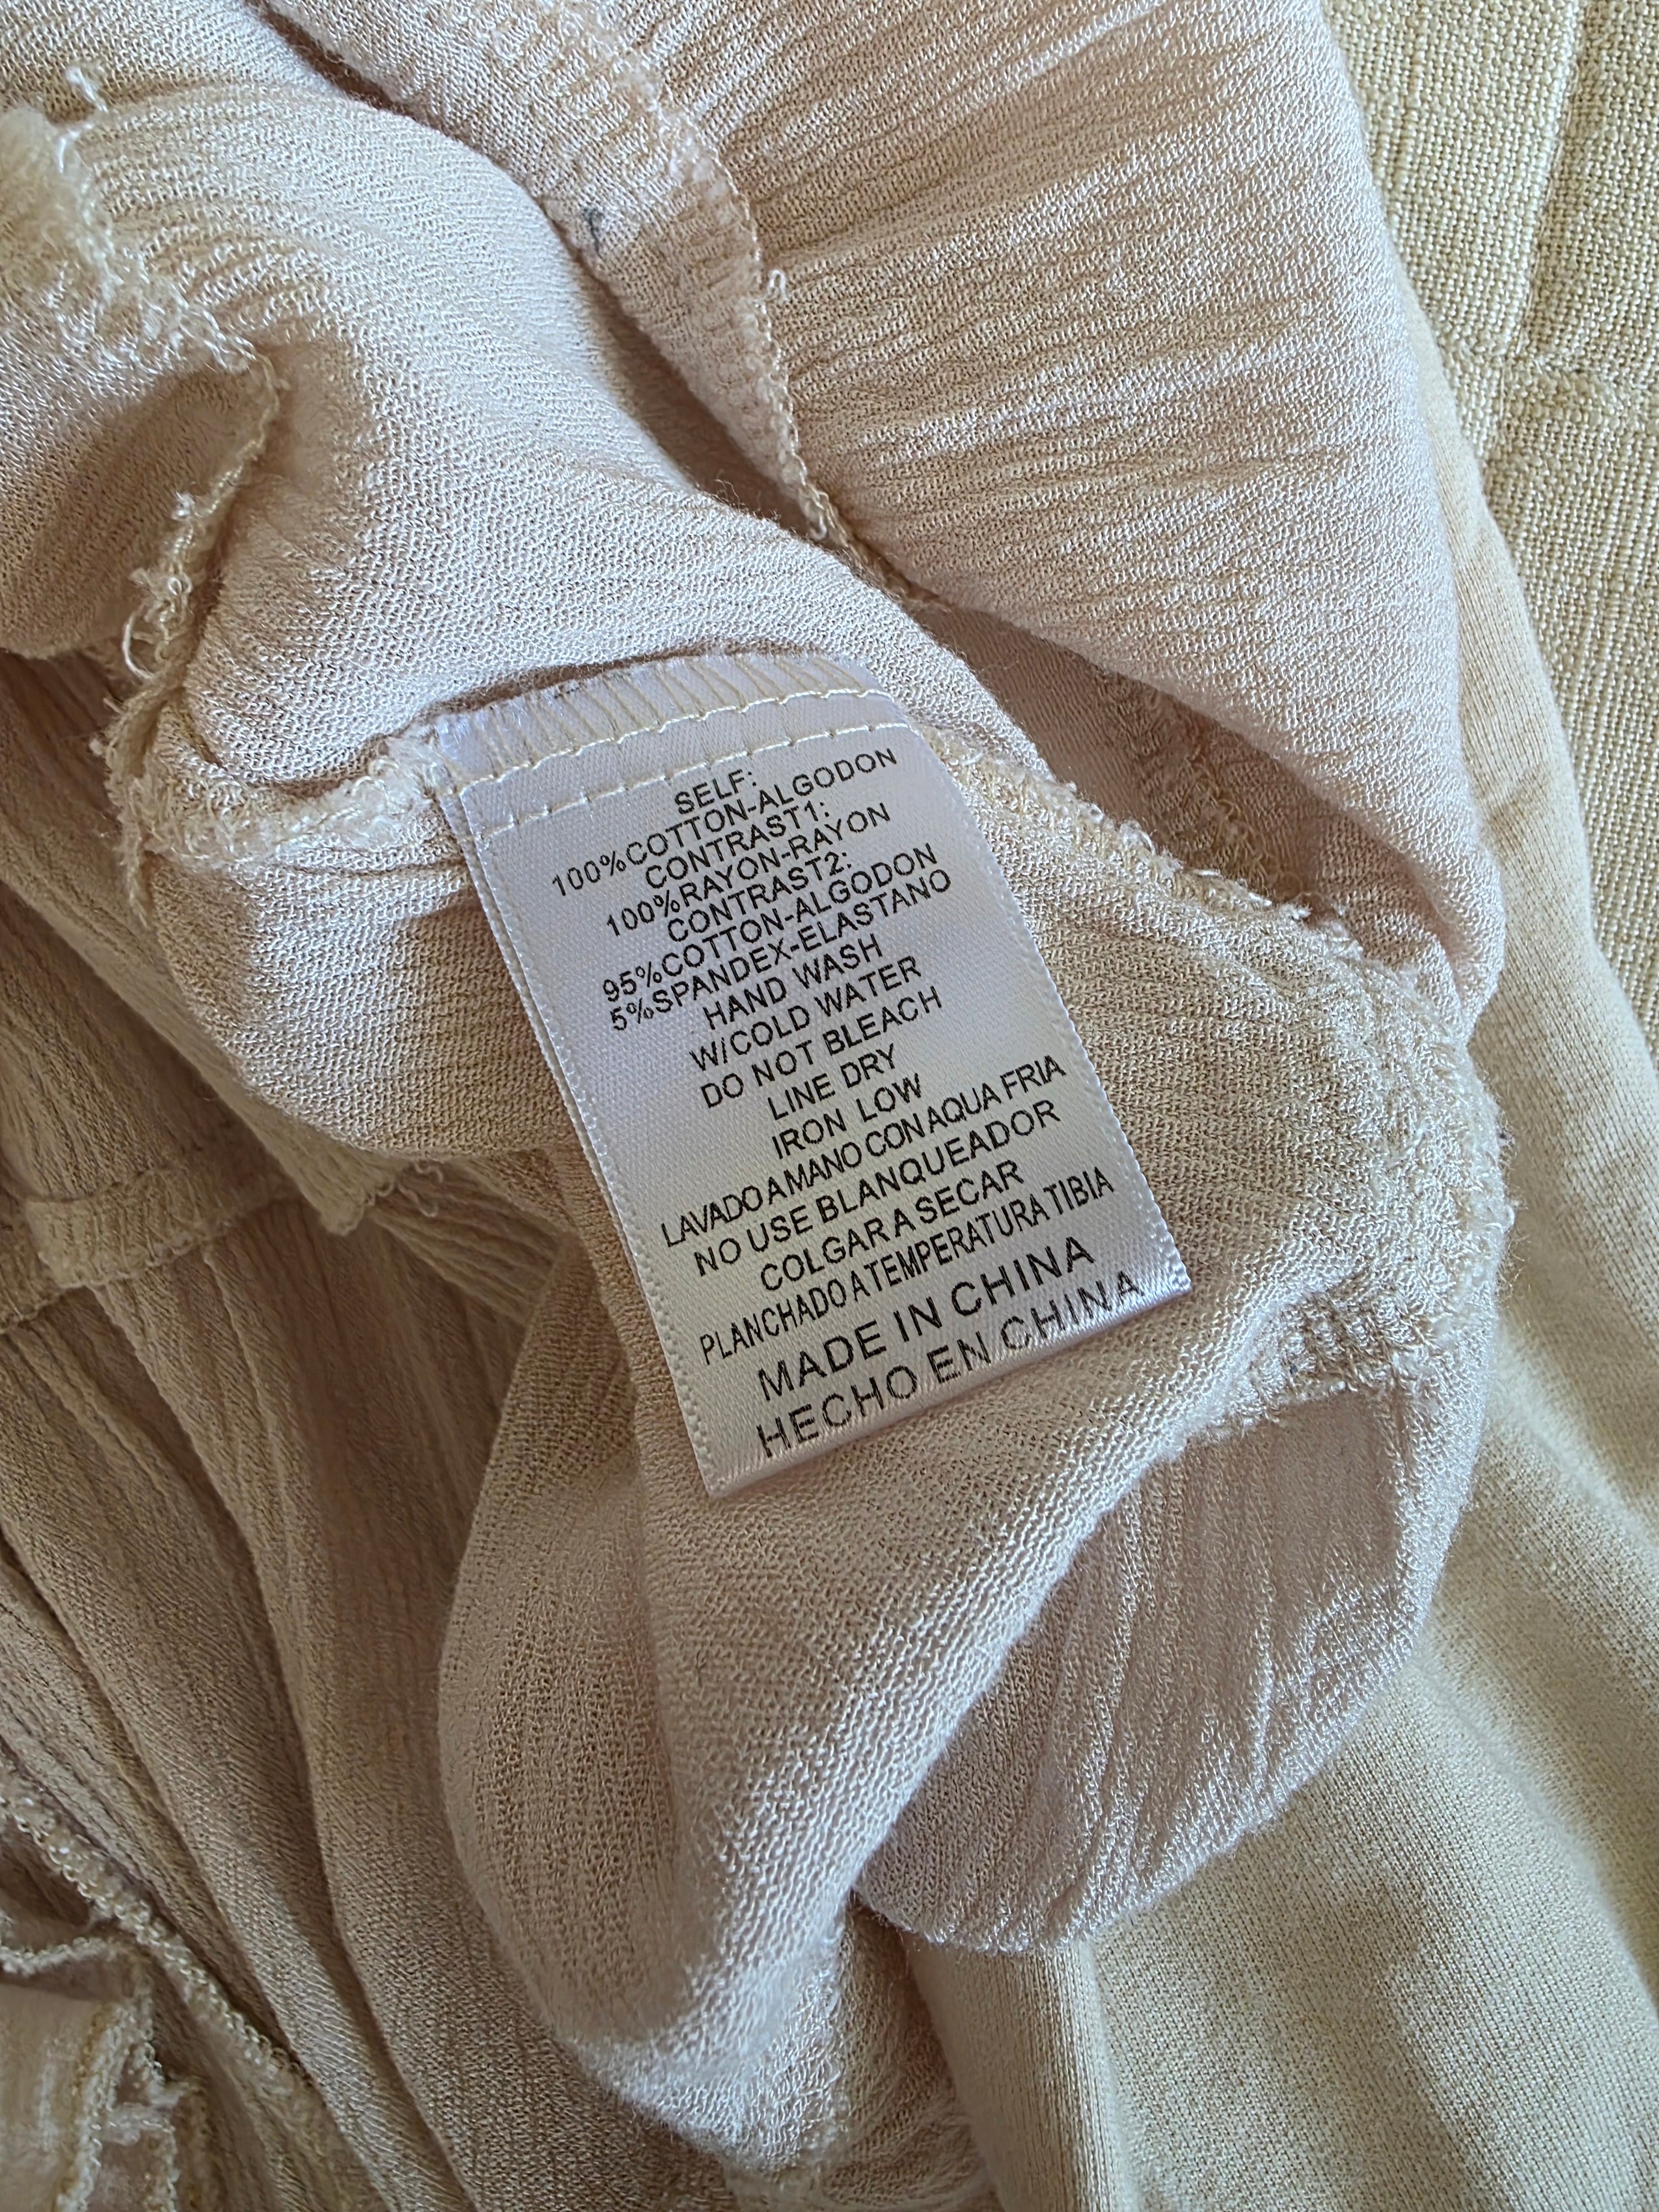 SELF:
100%COTTON-ALGODON
CONTRAST1:
100%RAYON-RAYON
CONTRAST2:
95%COTTON-ALGODON
5%SPANDEX-ELASTANO
HAND WASH
W/COLD WATER
DO NOT BLEACH
LINE DRY
IRON LOW
LAVADO A MANO CON AQUA FRIA
NO USE BLANQUEADOR
COLGAR A SECAR
PLANCHADO A TEMPERATURA TIBIA
MADE IN CHINA
HECHO EN CHINA